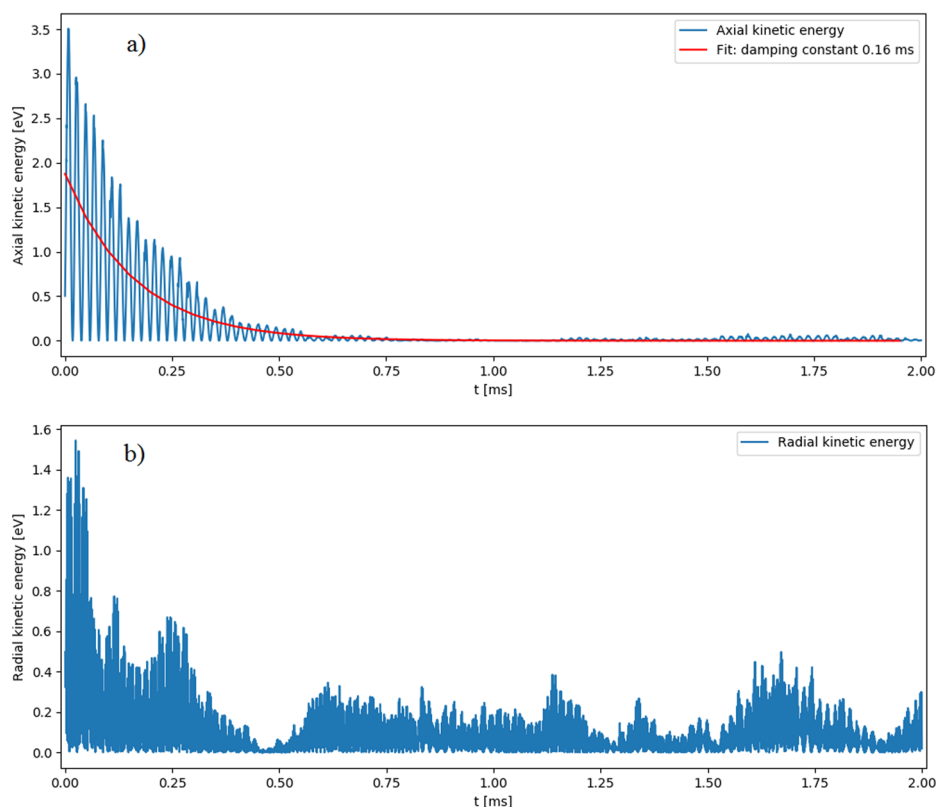 a)
Axial kinetic energy
Fit: damping constant 0.16 ms
Axial kinetic energy [eV]
3.5
3.0
2.5
2.0
1.5
1.0
0.5
0.0
0.00 0.25 0.50 0.75 1.00 1.25 1.50 1.75 2.00
t [ms]
b)
Radial kinetic energy
Radial kinetic energy [eV]
1.6
1.4
1.2
1.0
0.8
0.6
0.4
0.2
0.0
0.00 0.25 0.50 0.75 1.00 1.25 1.50 1.75 2.00
t [ms]